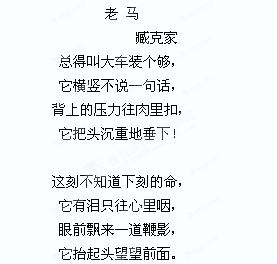 老 马
臧克家
总得叫大车装个够，
它横竖不说一句话，
背上的压力往肉里扣，
它把头沉重地垂下！
这刻不知道下刻的命，
它有泪只往心里咽，
眼前飘来一道鞭影，
它抬起头望望前面。